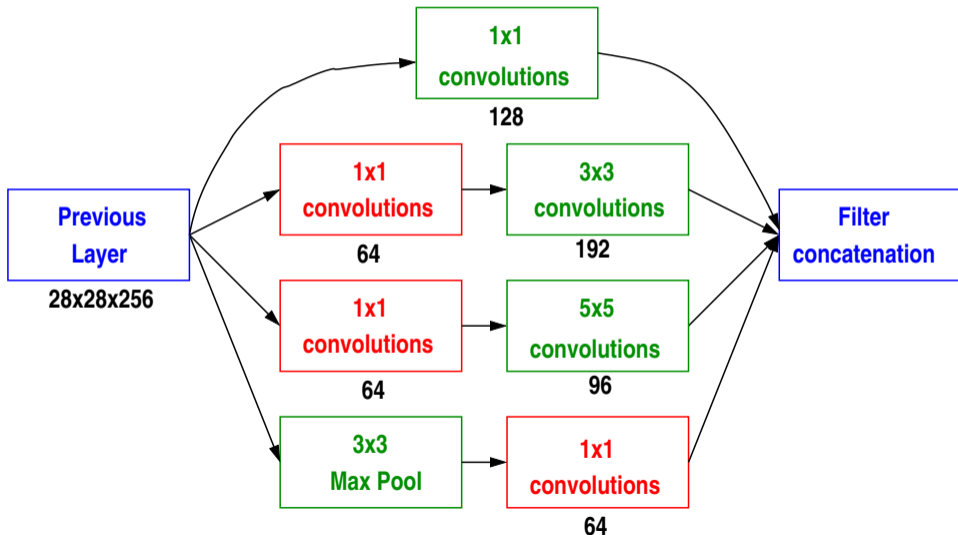 1x1
convolutions
128
1x1
convolutions
64
3x3
convolutions
192
Previous
Layer
28x28x256
Filter
concatenation
1x1
convolutions
64
5x5
convolutions
96
3x3
Max Pool
1x1
convolutions
64